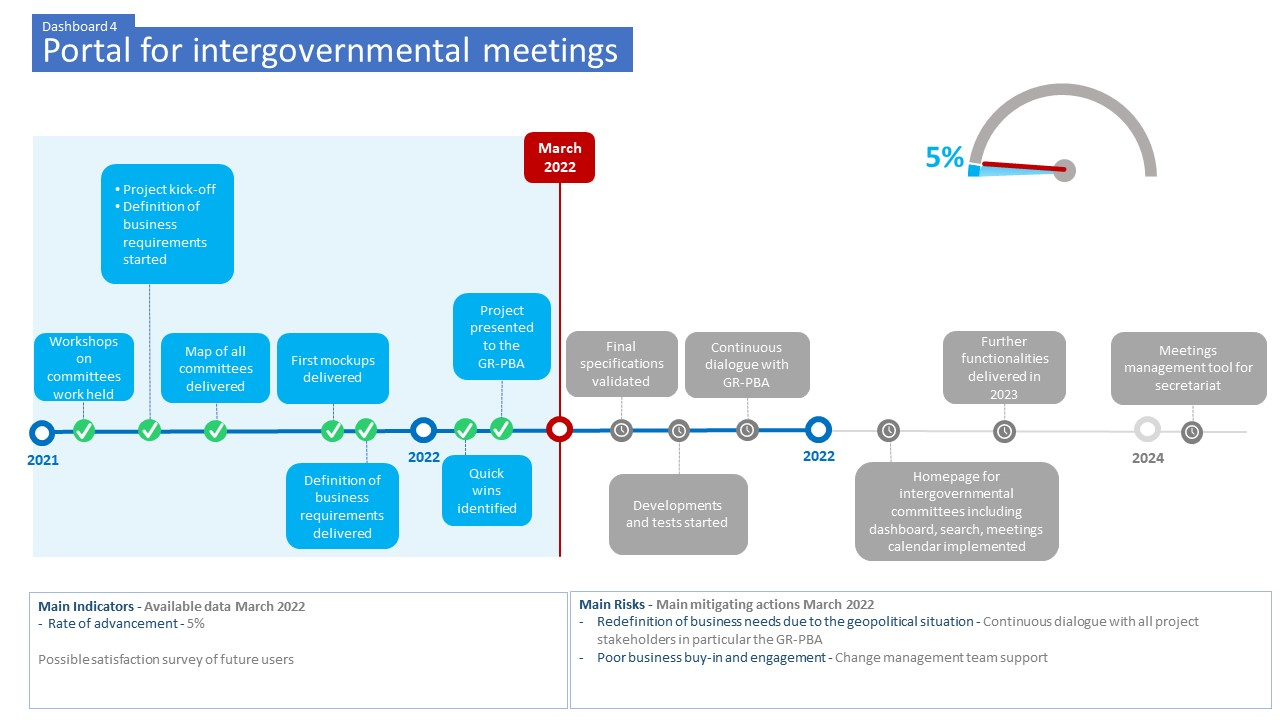 Dashboard 4
Portal for intergovernmental meetings
5%
March
2022
• Project kick-off
• Definition of
business
requirements
started
Workshops
on
committees
work held
Map of all
committees
delivered
First mockups
delivered
Project
presented
to the
GR-PBA
Final
specifications
validated
Continuous
dialogue with
GR-PBA
Further
functionalities
delivered in
2023
Meetings
management tool for
secretariat
2021
2022
2022
2024
Definition of
business
requirements
delivered
Quick
wins
identified
Developments
and tests started
Homepage for
intergovernmental
committees including
dashboard, search, meetings
calendar implemented
Main Indicators - Available data March 2022
- Rate of advancement - 5%
Possible satisfaction survey of future users
Main Risks - Main mitigating actions March 2022
- Redefinition of business needs due to the geopolitical situation - Continuous dialogue with all project
stakeholders in particular the GR-PBA
- Poor business buy-in and engagement - Change management team support